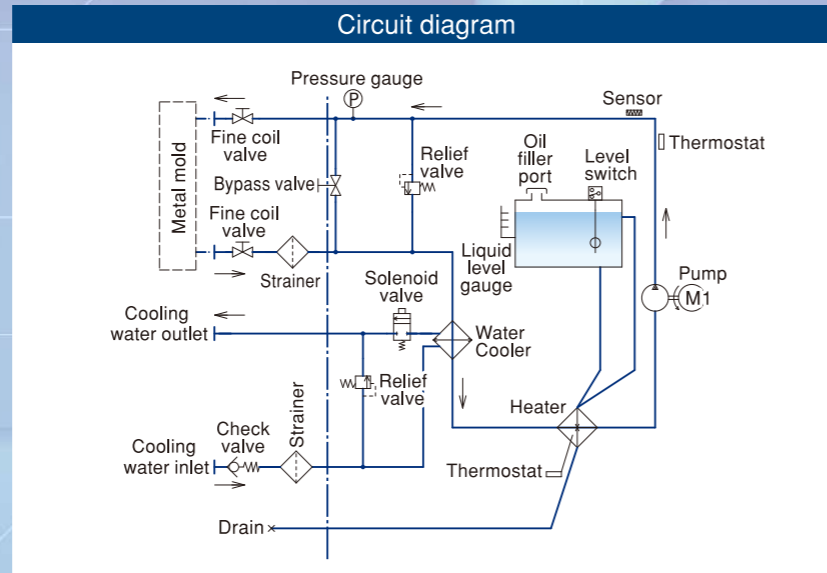 Circuit diagram
Pressure gauge
P
Sensor
Fine coil
valve
Thermostat
Oil
filler
port
Level
switch
Relief
valve
Metal mold
Bypass valve
Fine coil
valve
Liquid
level
gauge
Strainer
Solenoid
valve
Pump
M1
Cooling
water outlet
Water
Cooler
Relief
valve
Heater
Strainer
Check
valve
Cooling
water inlet
Thermostat
Drain